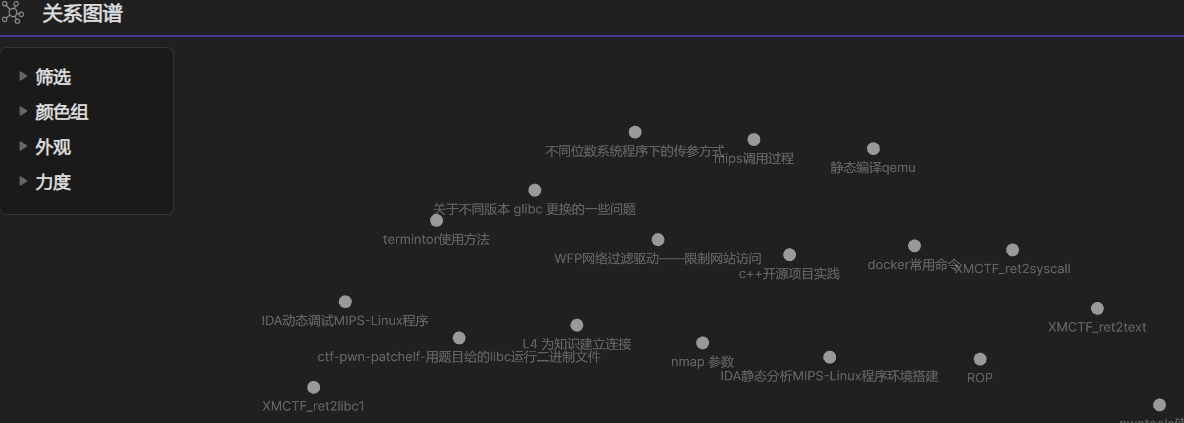 关系图谱
筛选
颜色组
外观
力度
不同位数系统程序下的传参方式
mips调用过程
静态编译qemu
关于不同版本 glibc 更换的一些问题
termintor使用方法
WFP网络过滤驱动——限制网站访问
c++开源项目实践
docker常用命令
XMCTF_ret2syscall
IDA动态调试MIPS-Linux程序
XMCTF_ret2text
L4 为知识建立连接
ctf-pwn-patchelf-用题目给的libc运行二进制文件
nmap 参数
IDA静态分析MIPS-Linux程序环境搭建
ROP
XMCTF_ret2libc1